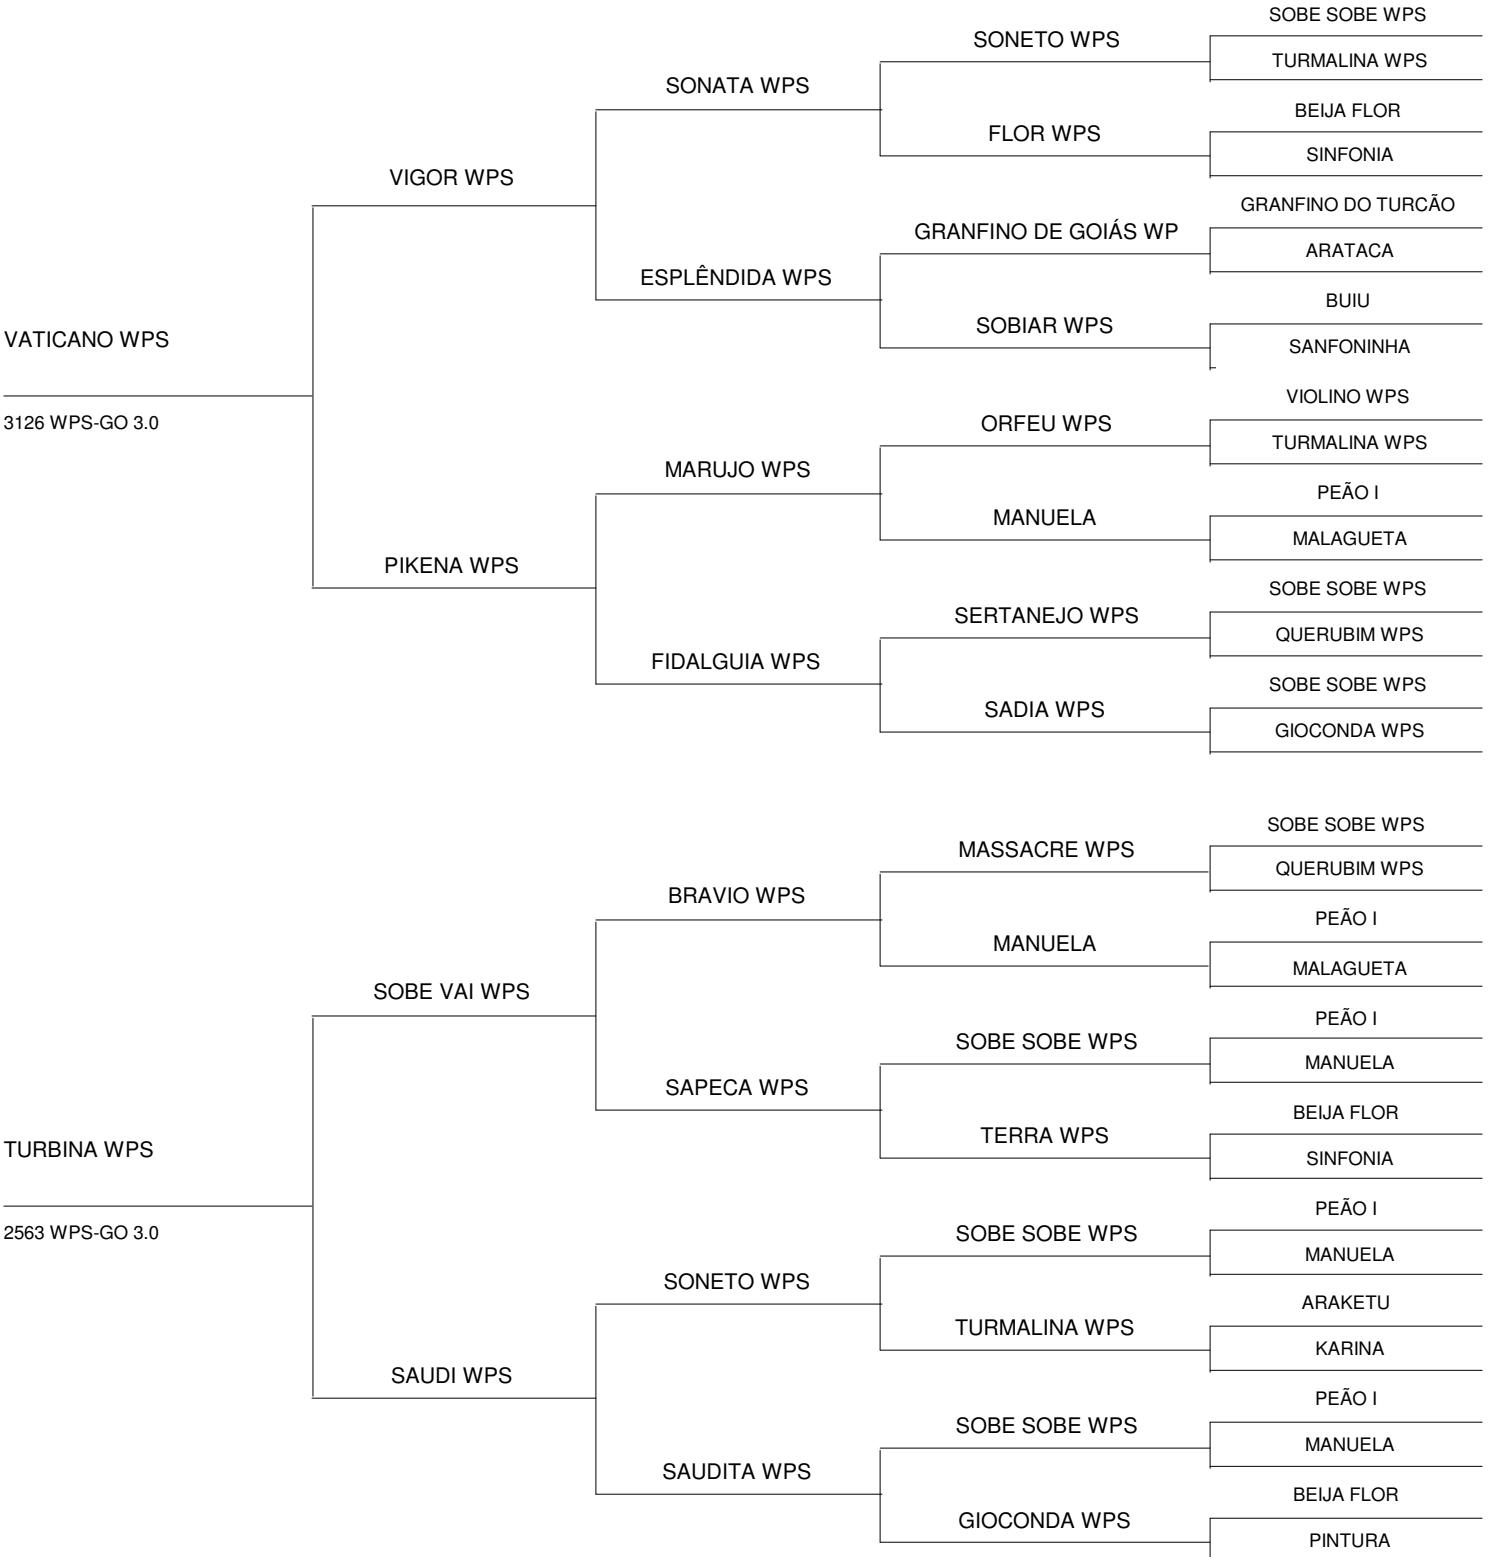 SOBE SOBE WPS
SONETO WPS
TURMALINA WPS
SONATA WPS
BEIJA FLOR
FLOR WPS
SINFONIA
VIGOR WPS
GRANFINO DO TURCÃO
GRANFINO DE GOIÁS WP
ARATACA
ESPLÊNDIDA WPS
BUIU
SOBIAR WPS
SANFONINHA
VATICANO WPS
3126 WPS-GO 3.0
VIOLINO WPS
ORFEU WPS
TURMALINA WPS
MARUJO WPS
PEÃO I
MANUELA
MALAGUETA
PIKENA WPS
SOBE SOBE WPS
SERTANEJO WPS
QUERUBIM WPS
FIDALGUIA WPS
SOBE SOBE WPS
SADIA WPS
GIOCONDA WPS
SOBE SOBE WPS
MASSACRE WPS
QUERUBIM WPS
BRAVIO WPS
PEÃO I
MANUELA
MALAGUETA
SOBE VAI WPS
PEÃO I
SOBE SOBE WPS
MANUELA
SAPECA WPS
BEIJA FLOR
TERRA WPS
SINFONIA
TURBINA WPS
2563 WPS-GO 3.0
PEÃO I
SOBE SOBE WPS
MANUELA
SONETO WPS
ARAKETU
TURMALINA WPS
KARINA
SAUDI WPS
PEÃO I
SOBE SOBE WPS
MANUELA
SAUDITA WPS
BEIJA FLOR
GIOCONDA WPS
PINTURA